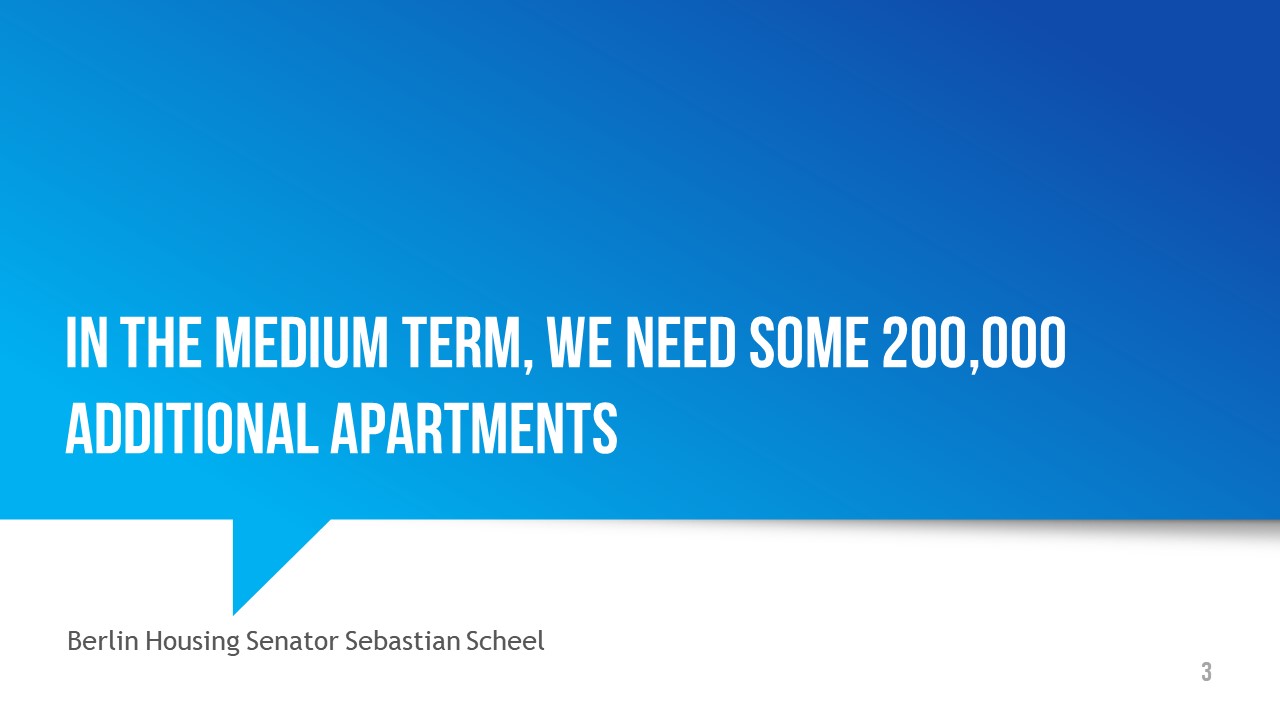 IN THE MEDIUM TERM, WE NEED SOME 200,000
ADDITIONAL APARTMENTS
Berlin Housing Senator Sebastian Scheel
3